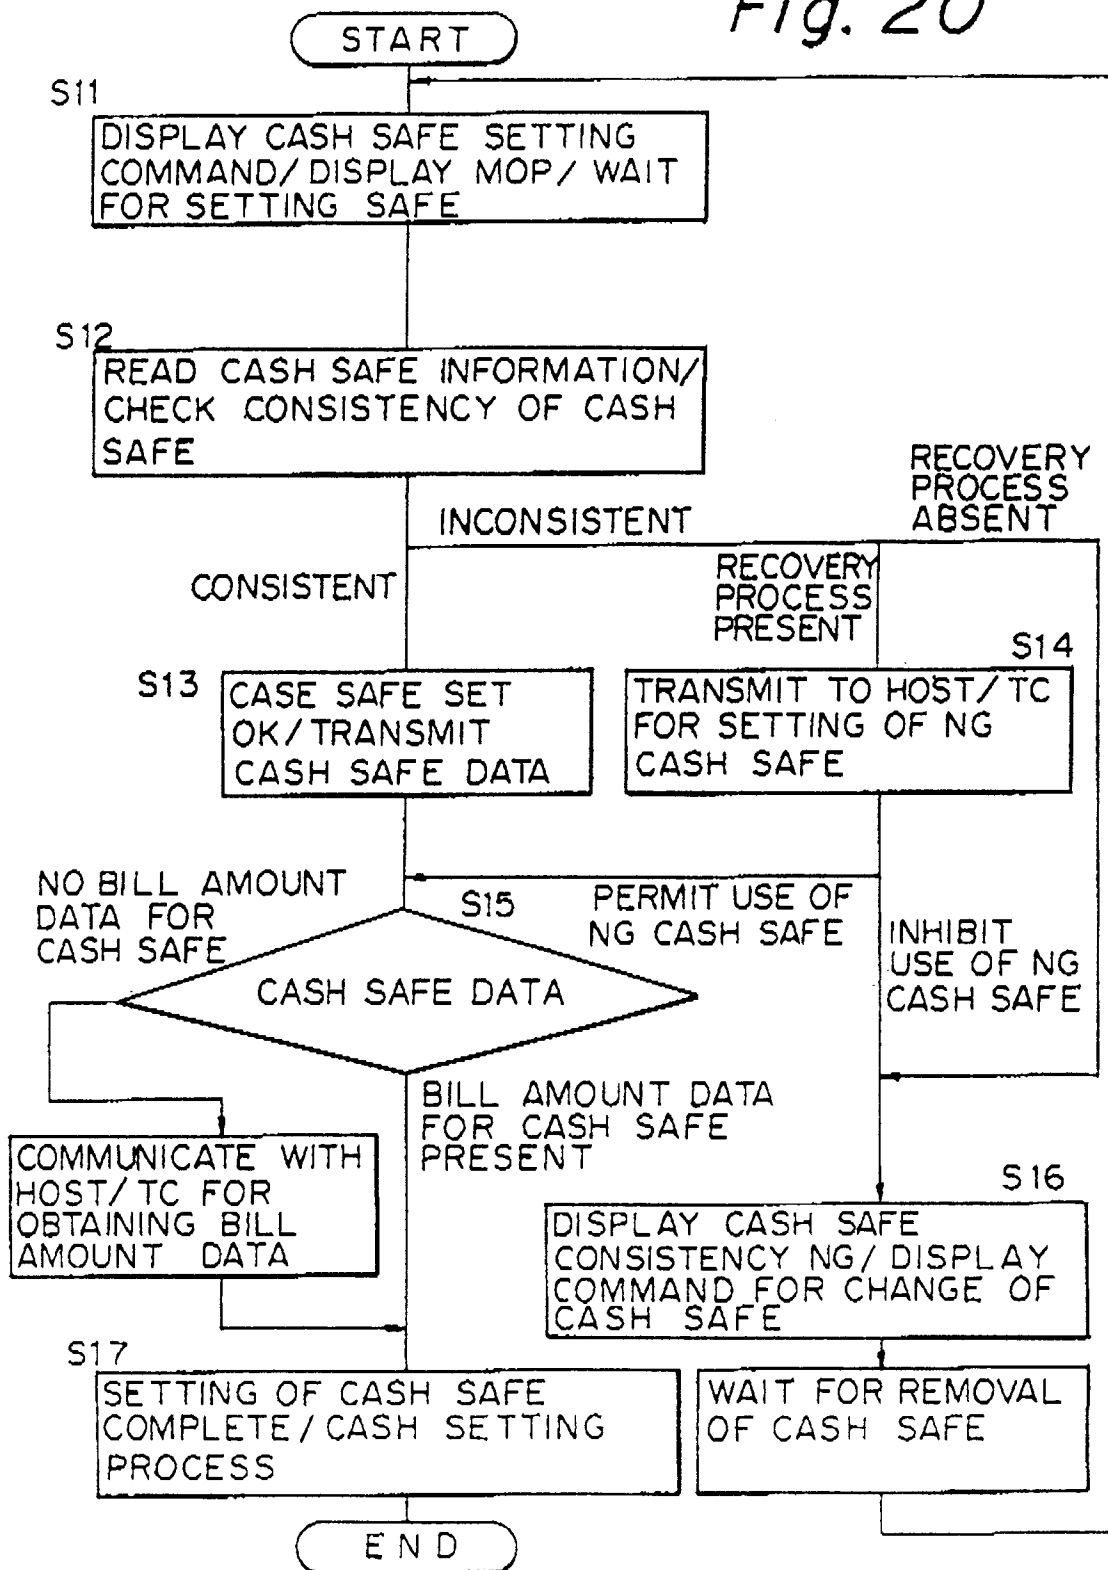 Fig. 20
START
S11
DISPLAY CASH SAFE SETTING
COMMAND/DISPLAY MOP/WAIT
FOR SETTING SAFE
S12
READ CASH SAFE INFORMATION/
CHECK CONSISTENCY OF CASH
SAFE
INCONSISTENT
RECOVERY
PROCESS
ABSENT
CONSISTENT
RECOVERY
PROCESS
PRESENT
S13
CASE SAFE SET
OK/TRANSMIT
CASH SAFE DATA
S14
TRANSMIT TO HOST/TC
FOR SETTING OF NG
CASH SAFE
NO BILL AMOUNT
DATA FOR
CASH SAFE
S15
PERMIT USE OF
NG CASH SAFE
INHIBIT
USE OF NG
CASH SAFE
CASH SAFE DATA
BILL AMOUNT DATA
FOR CASH SAFE
PRESENT
COMMUNICATE WITH
HOST/TC FOR
OBTAINING BILL
AMOUNT DATA
S16
DISPLAY CASH SAFE
CONSISTENCY NG/DISPLAY
COMMAND FOR CHANGE OF
CASH SAFE
S17
SETTING OF CASH SAFE
COMPLETE/CASH SETTING
PROCESS
WAIT FOR REMOVAL
OF CASH SAFE
END